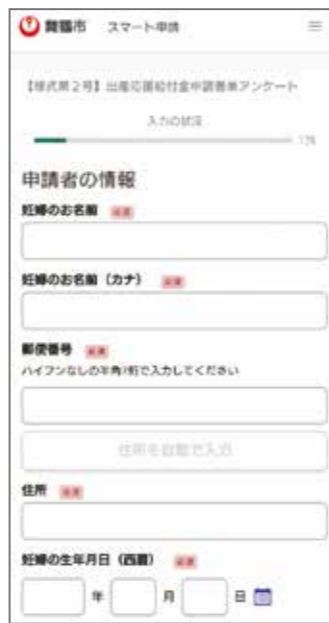 舞鶴市 スマート申請
【様式第2号】出産応援給付金申請書兼アンケート
入力の状況
申請者の情報
妊婦のお名前 必須
妊婦のお名前(カナ) 必須
郵便番号 必須
ハイフンなしの半角7桁で入力してください
住所を自動で入力
住所 必須
妊婦の生年月日(西暦) 必須
年 月 日